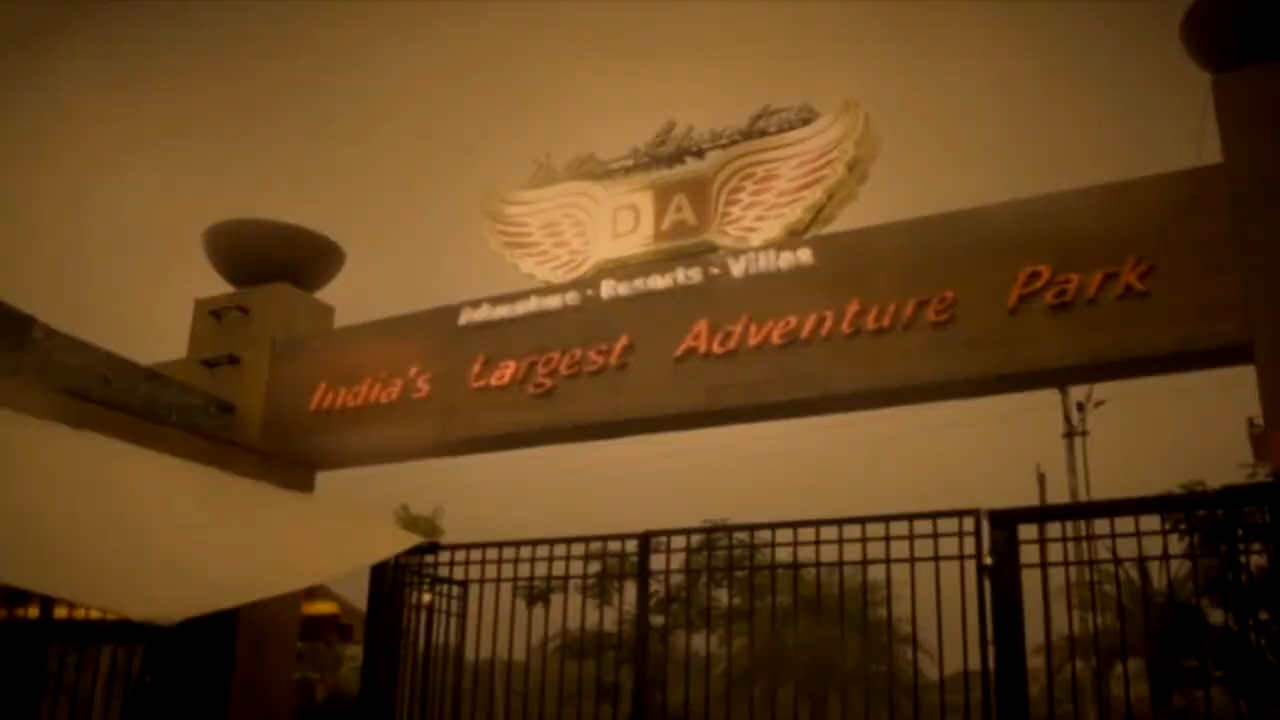 DA
Adventure • Resorts • Villas
India's Largest Adventure Park